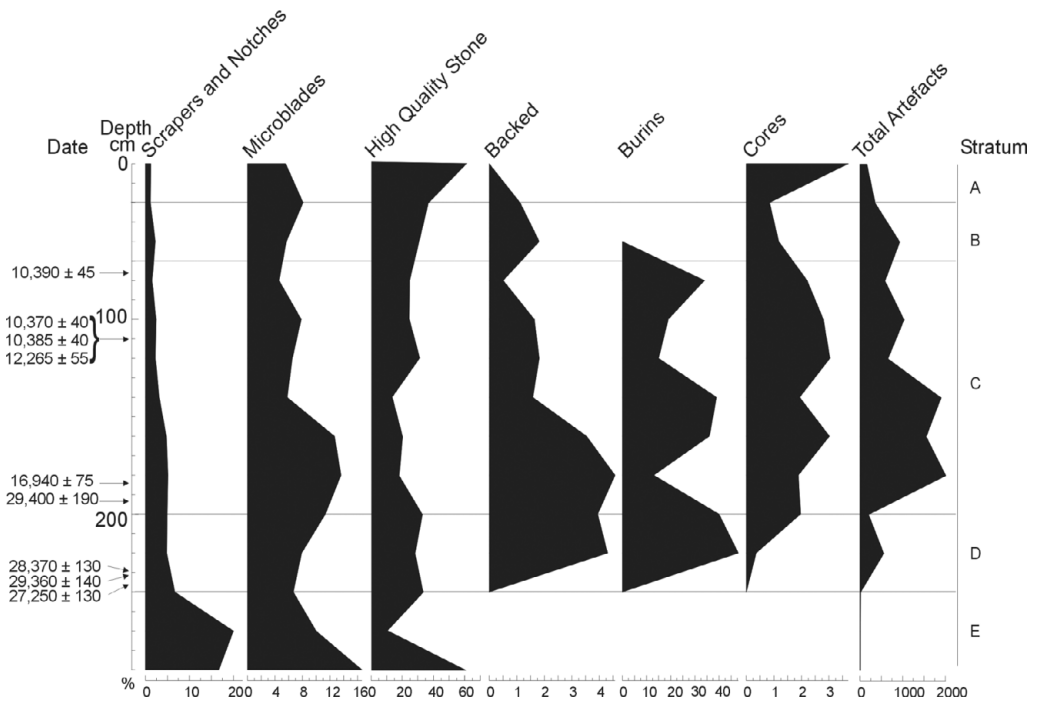 Scrapers and Notches
Microblades
High Quality Stone
Backed
Burins
Cores
Total Artefacts
Date
Depth
cm
Stratum
0
A
B
10,390 ± 45
100
10,370 ± 40
10,385 ± 40
12,265 ± 55
C
16,940 ± 75
29,400 ± 190
200
D
28,370 ± 130
29,360 ± 140
27,250 ± 130
E
%
0 10 20
0 4 8 12 16
0 20 40 60
0 1 2 3 4
0 10 20 30 40
0 1 2 3
0 1000 2000